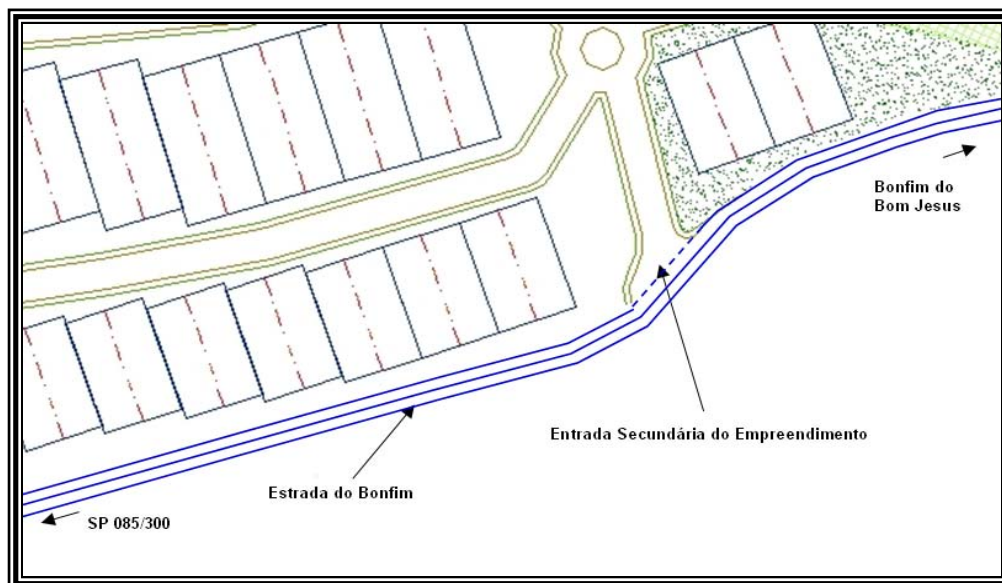 Bonfim do
Bom Jesus
Entrada Secundária do Empreendimento
Estrada do Bonfim
SP 085/300